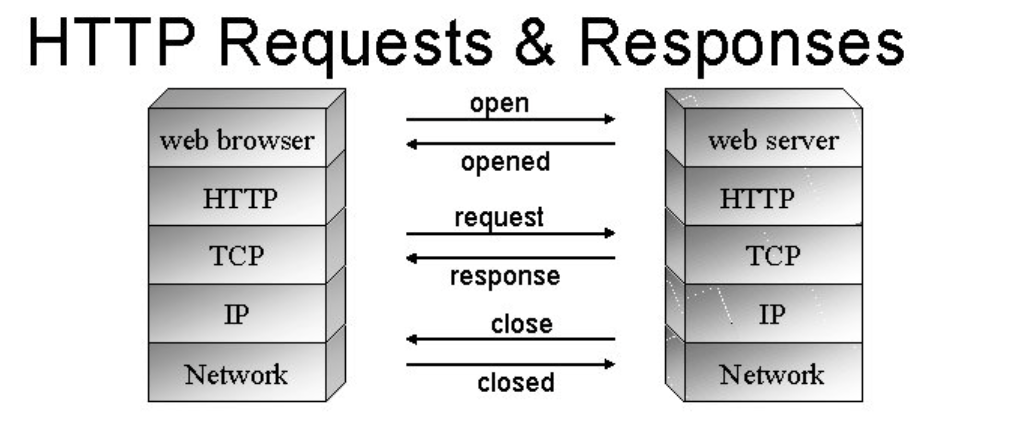 HTTP Requests & Responses
open
web browser
web server
opened
HTTP
HTTP
request
TCP
TCP
response
IP
close
IP
Network
closed
Network